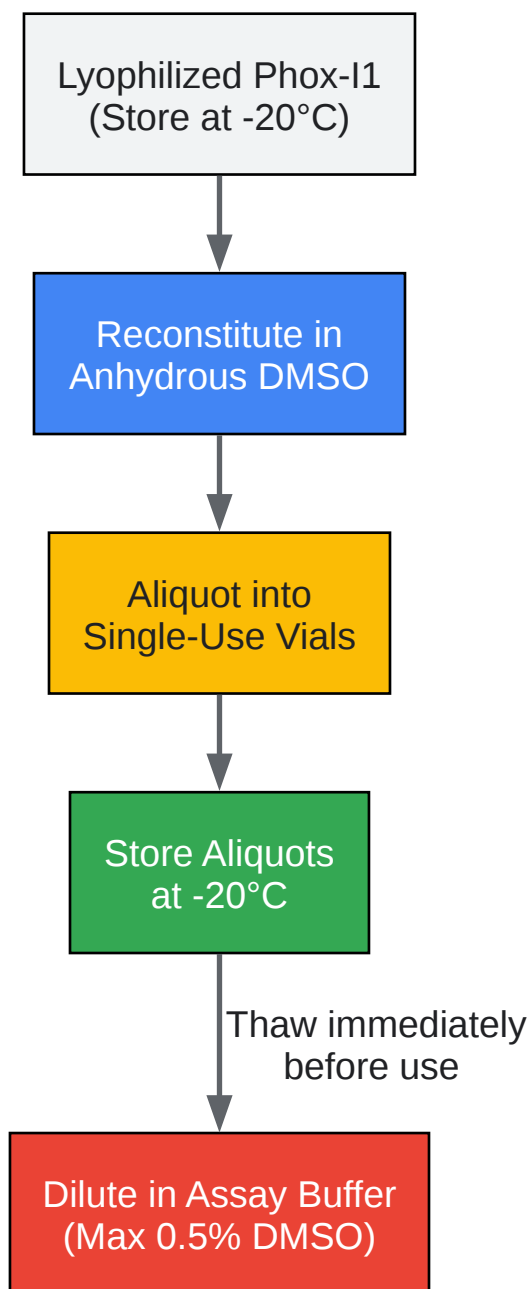 Lyophilized Phox-I1
(Store at -20°C)
Reconstitute in
Anhydrous DMSO
Aliquot into
Single-Use Vials
Store Aliquots
at -20°C
Thaw immediately
before use
Dilute in Assay Buffer
(Max 0.5% DMSO)